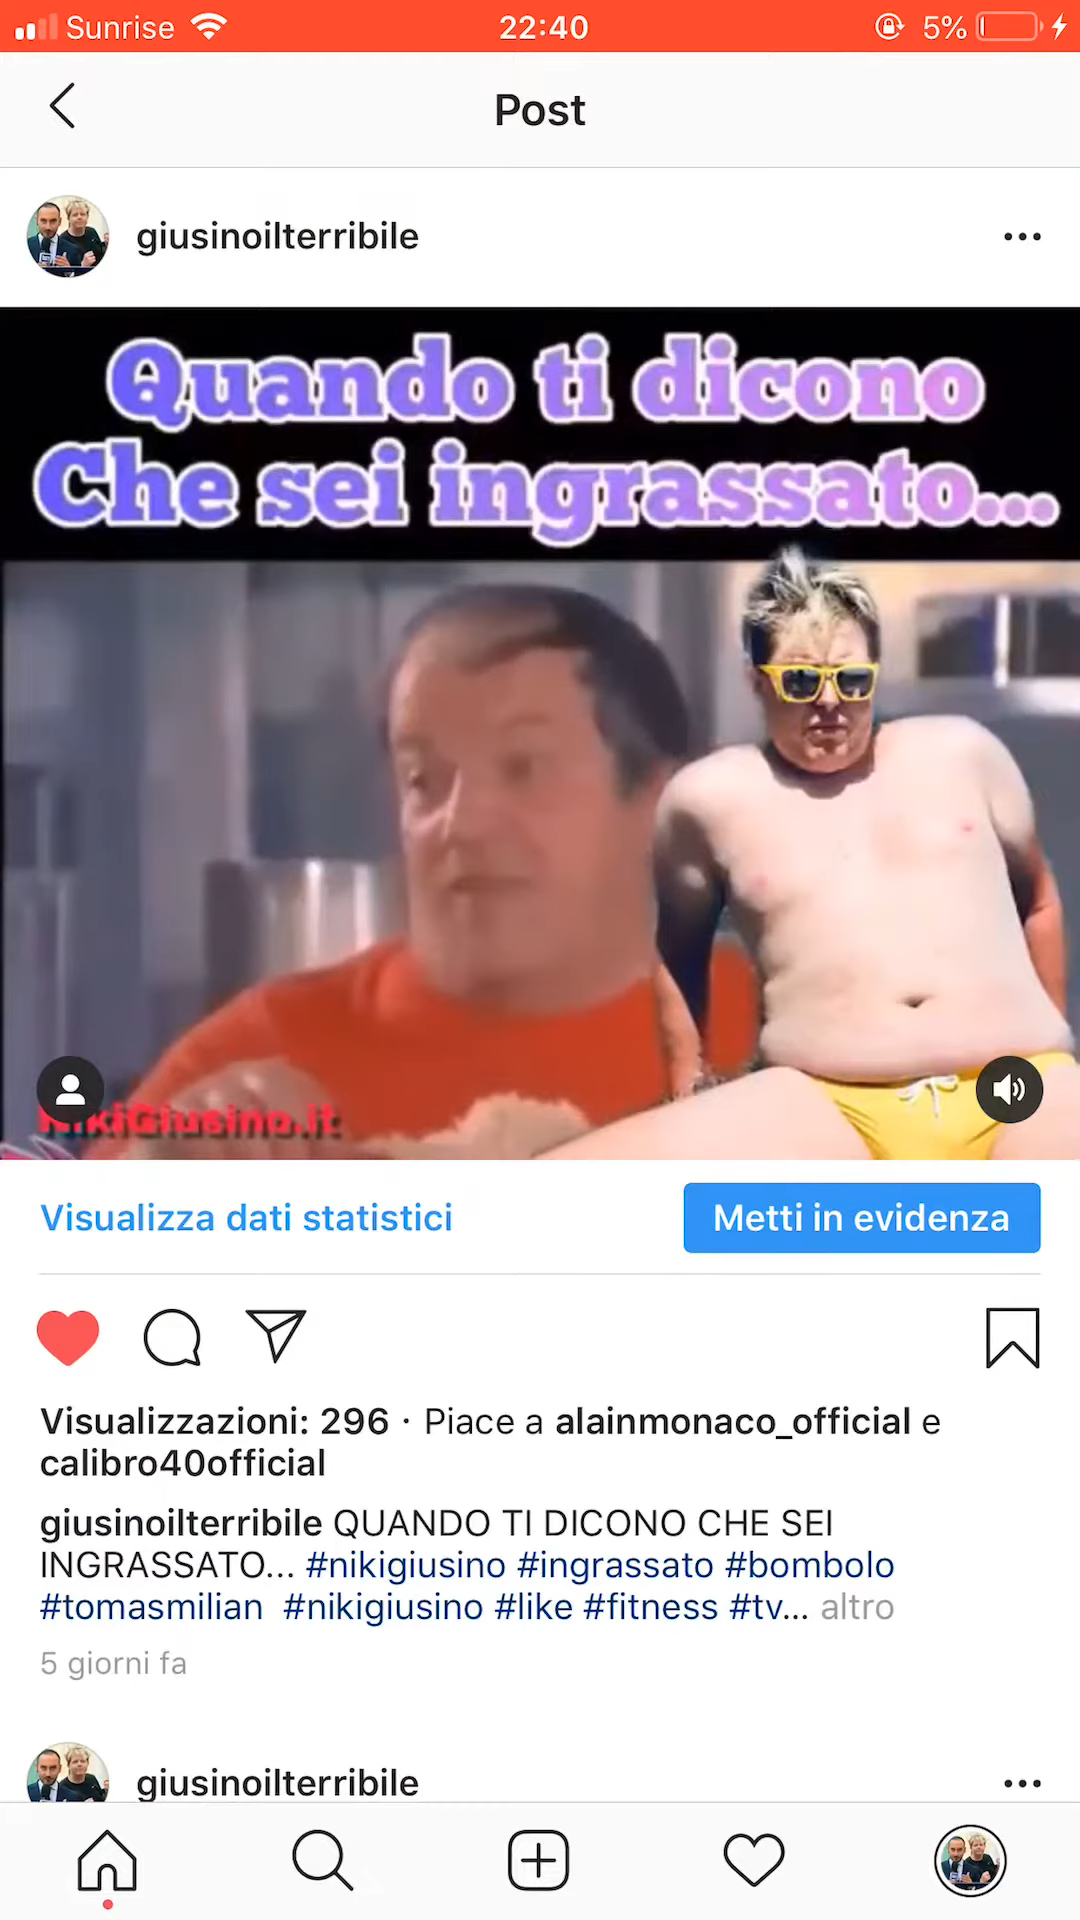 Sunrise 22:40 5%
Post
giusinoilterribile
Quando ti dicono
Che sei ingrassato...
NikiGiusino.it
Visualizza dati statistici
Metti in evidenza
Visualizzazioni: 296 · Piace a alainmonaco_official e
calibro40official
giusinoilterribile QUANDO TI DICONO CHE SEI
INGRASSATO... #nikigiusino #ingrassato #bombolo
#tomasmilian #nikigiusino #like #fitness #tv... altro
5 giorni fa
giusinoilterribile